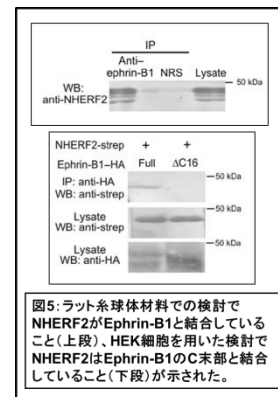 IP
Anti–
ephrin-B1 NRS Lysate
WB:
anti-NHERF2
50 kDa
NHERF2-strep + +
Ephrin-B1–HA Full ΔC16
IP: anti-HA
WB: anti-strep
50 kDa
Lysate
WB: anti-strep
50 kDa
Lysate
WB: anti-HA
50 kDa
図5:ラット糸球体材料での検討で
NHERF2がEphrin-B1と結合している
こと(上段)、HEK細胞を用いた検討で
NHERF2はEphrin-B1のC末部と結合
していること(下段)が示された。